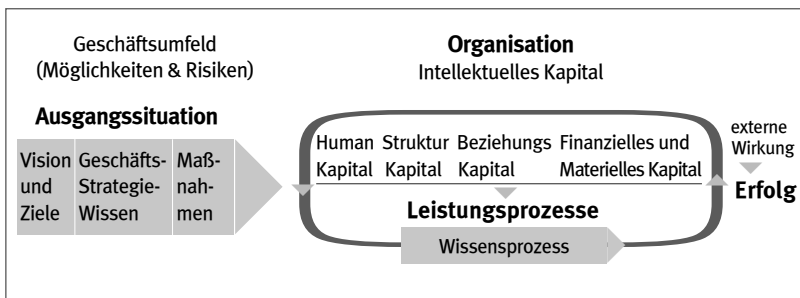 Geschäftsumfeld
(Möglichkeiten & Risiken)
Ausgangssituation
Vision und Ziele
Geschäfts-Strategie-Wissen
Maß-nah-men
Organisation
Intellektuelles Kapital
Human Kapital
Struktur Kapital
Beziehungs Kapital
Finanzielles und Materielles Kapital
Leistungsprozesse
Wissensprozess
externe
Wirkung
Erfolg